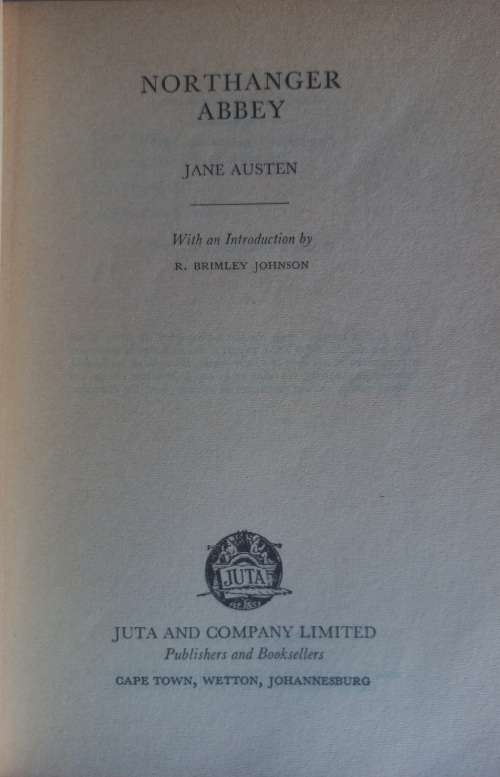 NORTHANGER
ABBEY
JANE AUSTEN
With an Introduction by
R. BRIMLEY JOHNSON
JUTA
JUTA AND COMPANY LIMITED
Publishers and Booksellers
CAPE TOWN, WETTON, JOHANNESBURG